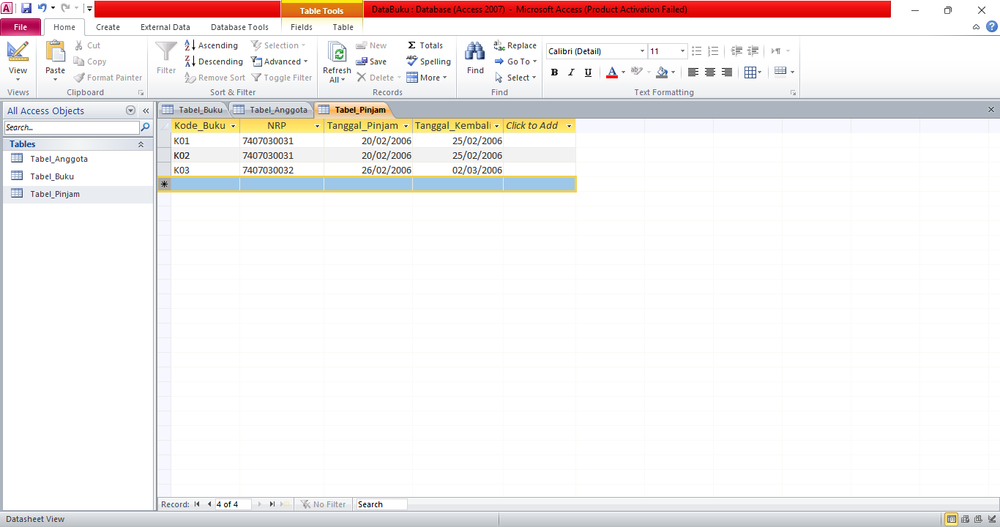 Table Tools
DataBuku : Database (Access 2007)  -  Microsoft Access (Product Activation Failed)
File Home Create External Data Database Tools Fields Table
View
Views
Paste
Cut
Copy
Format Painter
Clipboard
Filter
Ascending
Descending
Remove Sort
Selection
Advanced
Toggle Filter
Sort & Filter
Refresh All
New
Save
Delete
Totals
Spelling
More
Records
Find
Replace
Go To
Select
Find
Calibri (Detail) 11
B I U A
Text Formatting
All Access Objects
Search...
Tables
Tabel_Anggota
Tabel_Buku
Tabel_Pinjam
Tabel_Buku Tabel_Anggota Tabel_Pinjam
Kode_Buku NRP Tanggal_Pinjam Tanggal_Kembali Click to Add
K01 7407030031 20/02/2006 25/02/2006
K02 7407030031 20/02/2006 25/02/2006
K03 7407030032 26/02/2006 02/03/2006
Record: 4 of 4 No Filter Search
Datasheet View